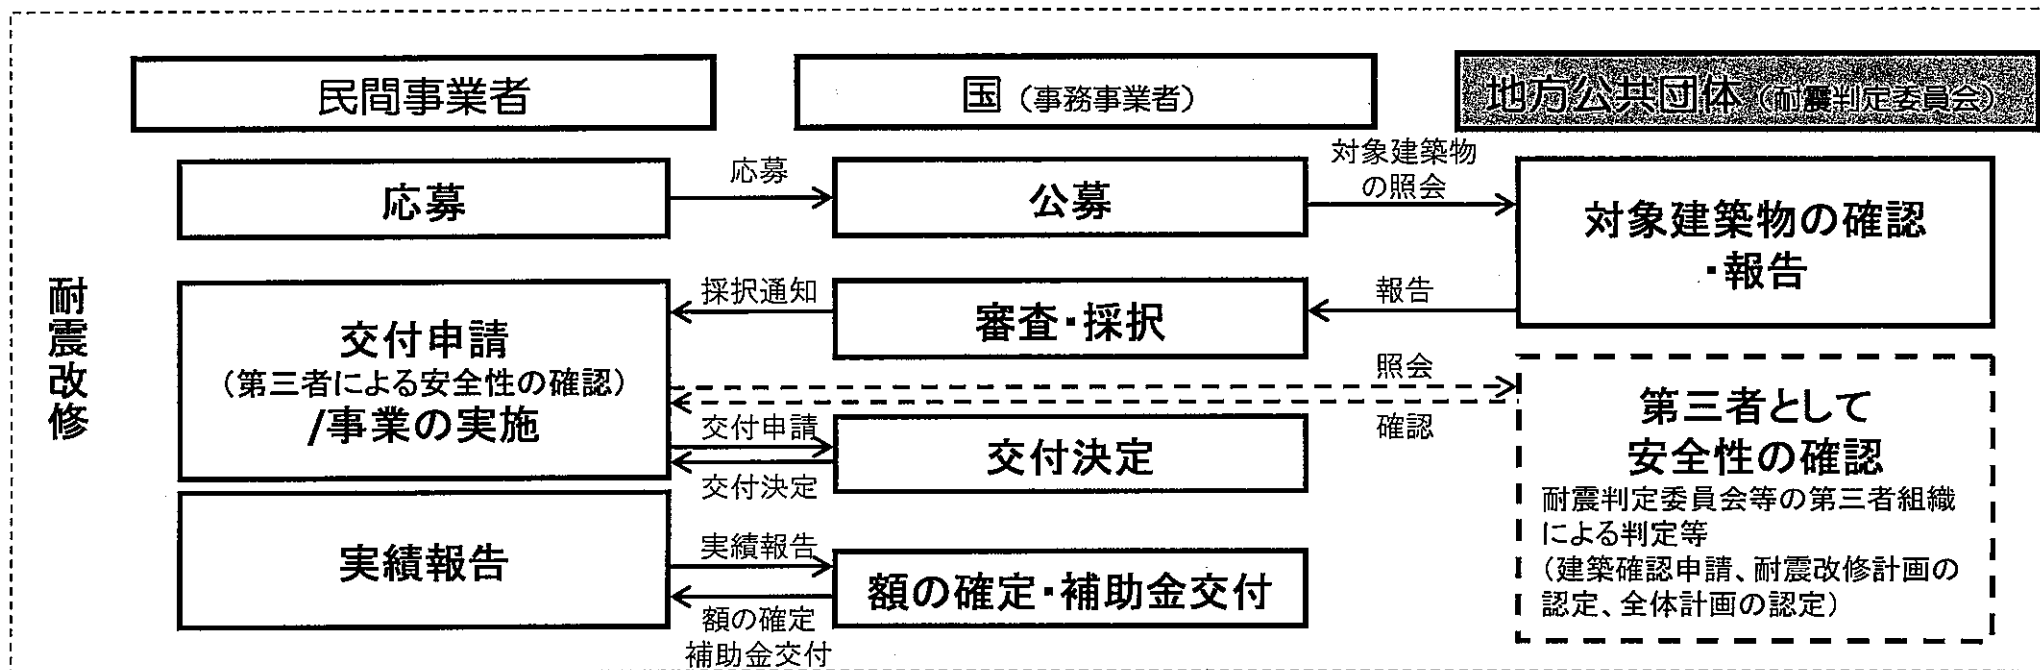 民間事業者
国（事務事業者）
地方公共団体（耐震判定委員会）
耐震改修
応募
応募
公募
対象建築物
の照会
対象建築物の確認
・報告
交付申請
（第三者による安全性の確認）
/事業の実施
採択通知
審査・採択
報告
照会
確認
交付申請
交付決定
交付決定
第三者として
安全性の確認
耐震判定委員会等の第三者組織
による判定等
（建築確認申請、耐震改修計画の
認定、全体計画の認定）
実績報告
実績報告
額の確定・補助金交付
額の確定
補助金交付